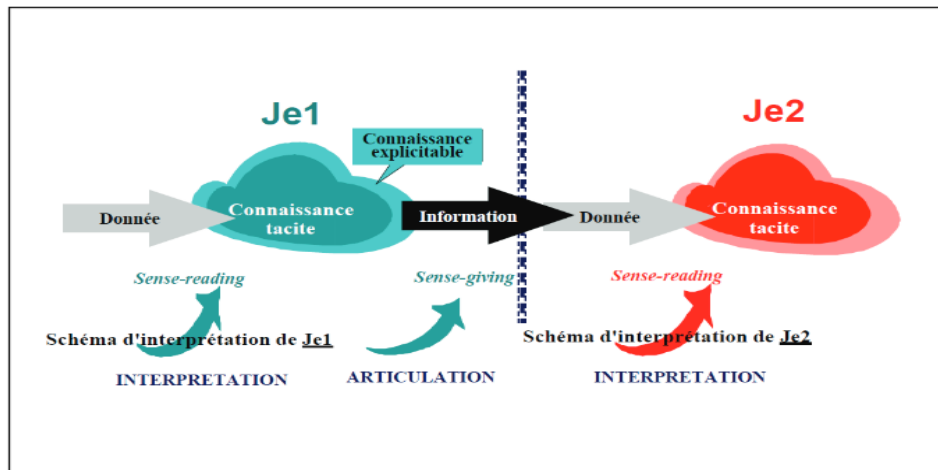 Je1
Je2
Connaissance
explicitable
Donnée
Connaissance
tacite
Information
Donnée
Connaissance
tacite
Sense-reading
Sense-giving
Sense-reading
Schéma d'interprétation de Je1
Schéma d'interprétation de Je2
INTERPRETATION
ARTICULATION
INTERPRETATION